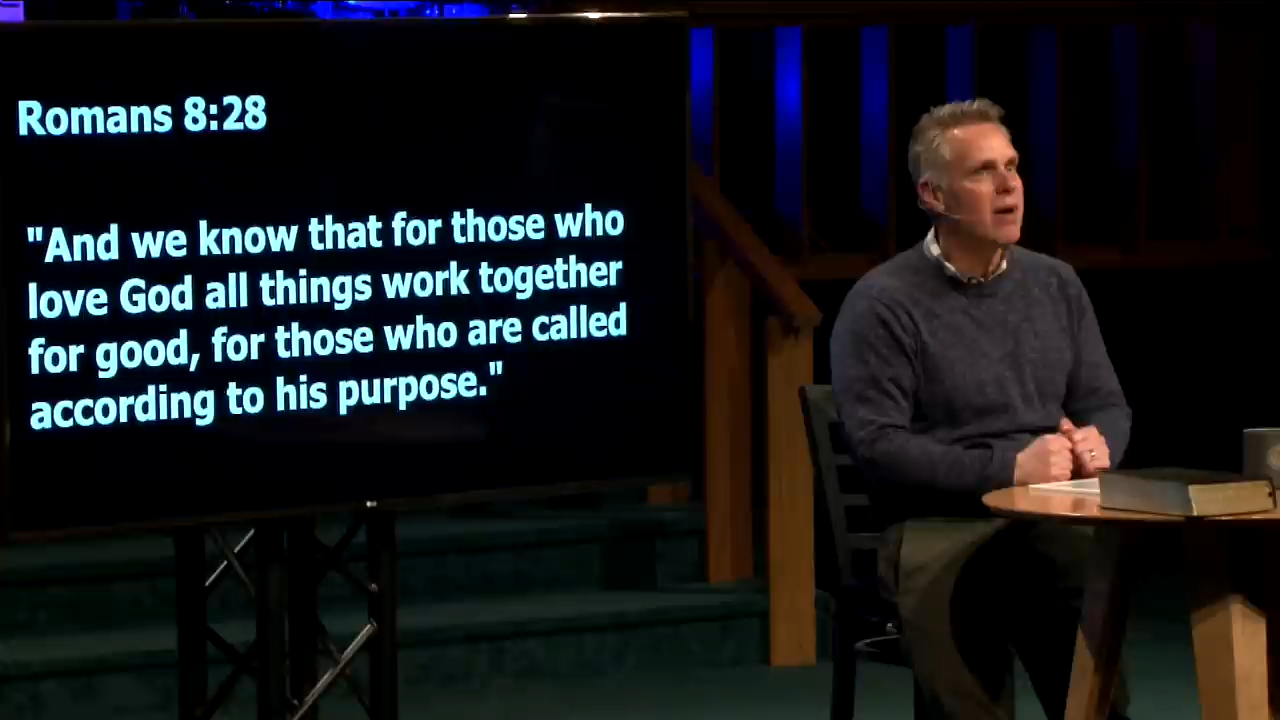 Romans 8:28
"And we know that for those who
love God all things work together
for good, for those who are called
according to his purpose."